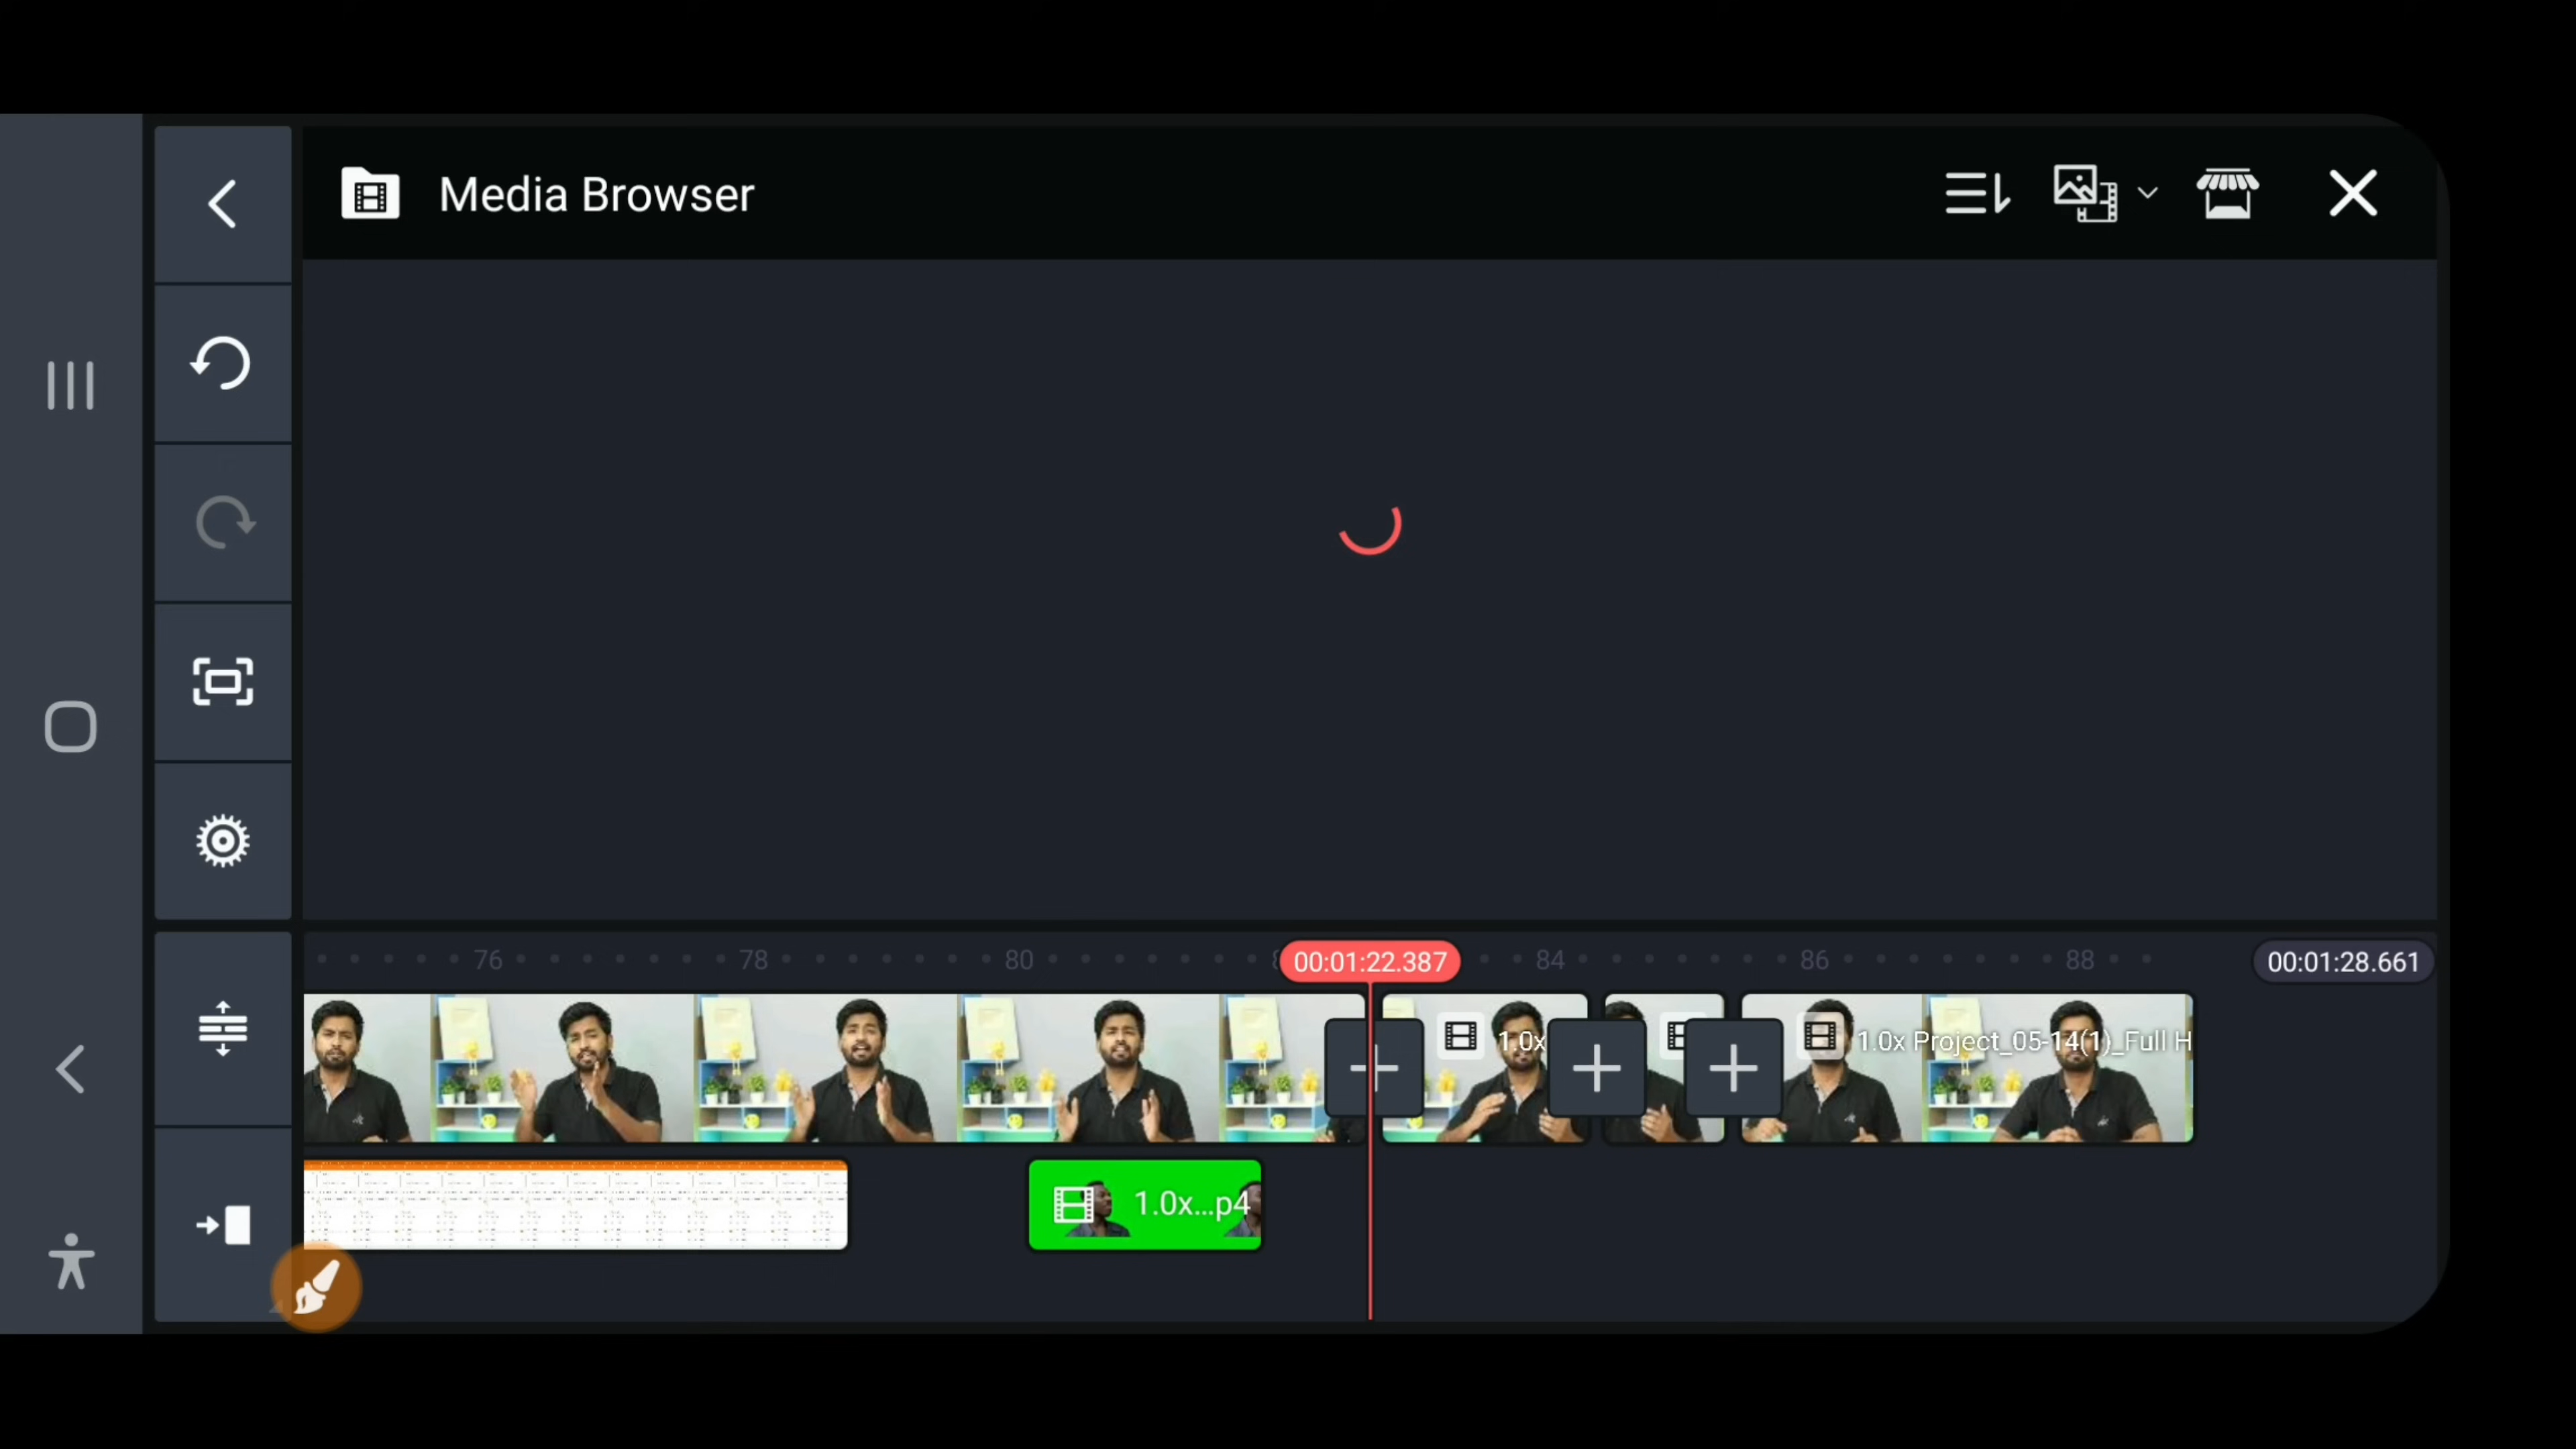 Media Browser
76 78 80 00:01:22.387 84 86 88 00:01:28.661
1.0x 1.0x Project_05-14(1)_Full H
1.0x...p4